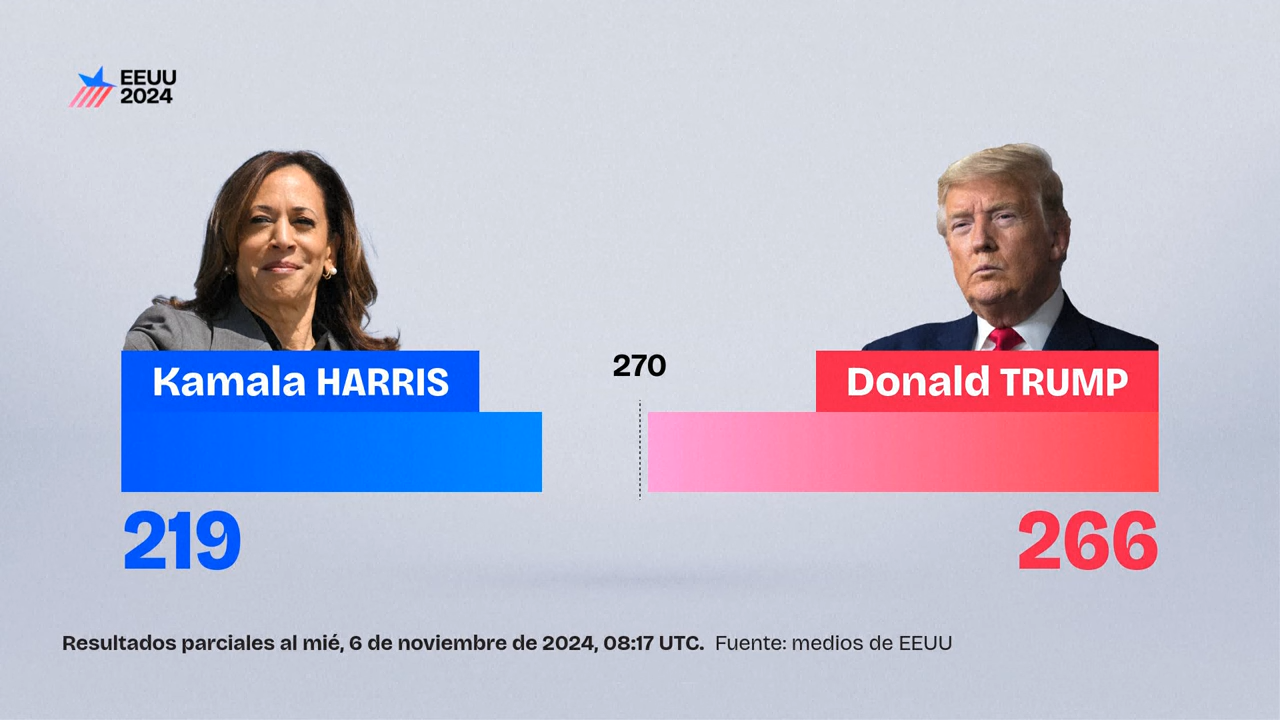 EEUU
2024
270
Kamala HARRIS
Donald TRUMP
219
266
Resultados parciales al mié, 6 de noviembre de 2024, 08:17 UTC. Fuente: medios de EEUU